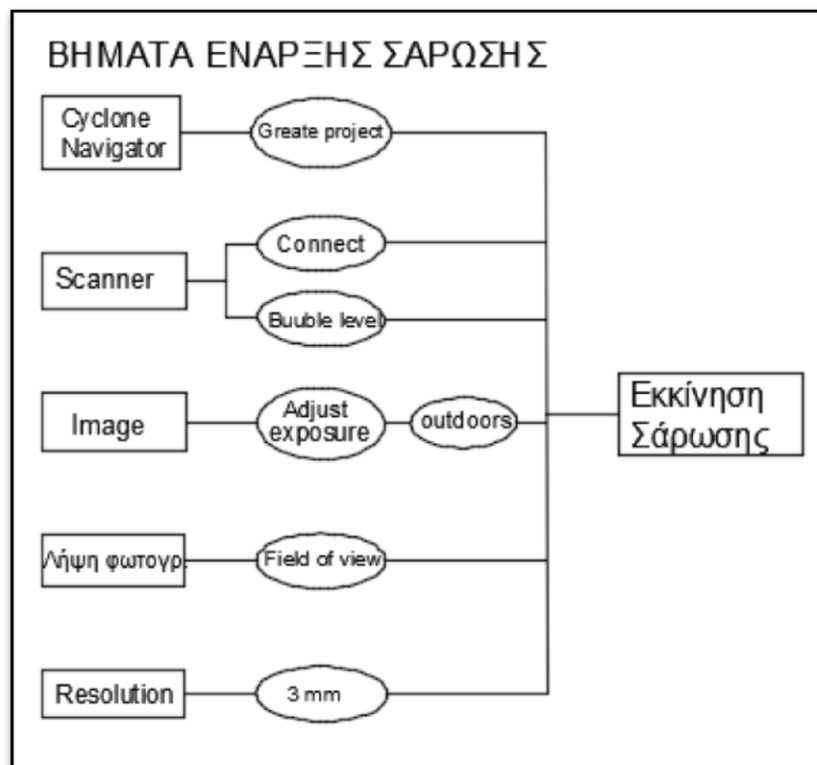 ΒΗΜΑΤΑ ΕΝΑΡΞΗΣ ΣΑΡΩΣΗΣ
Cyclone
Navigator
Greate project
Scanner
Connect
Buuble level
Image
Adjust
exposure
outdoors
Λήψη φωτογρ.
Field of view
Resolution
3 mm
Εκκίνηση
Σάρωσης